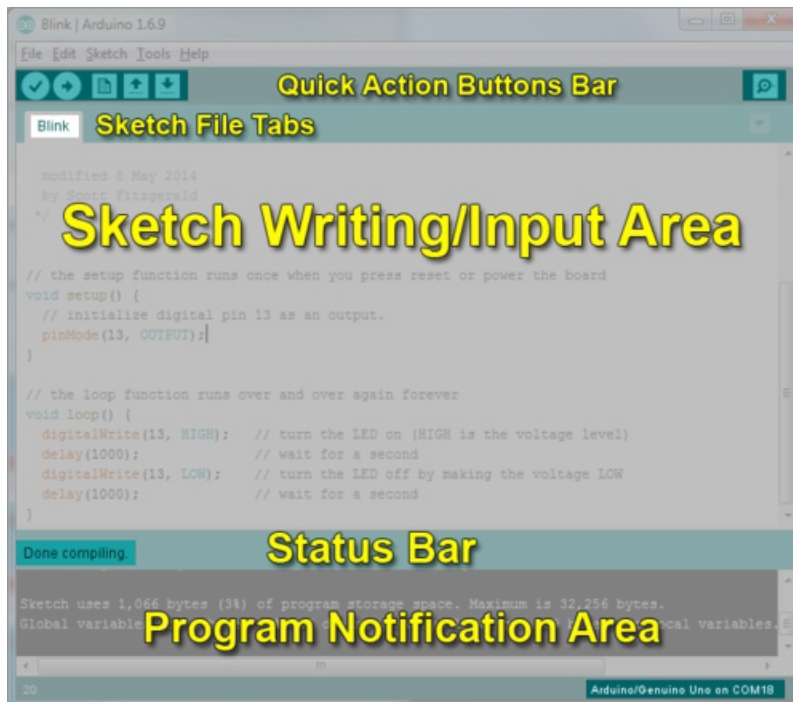 Blink | Arduino 1.6.9
File Edit Sketch Tools Help
Quick Action Buttons Bar
Blink
Sketch File Tabs
modified 8 May 2014
by Scott Fitzgerald
*/
Sketch Writing/Input Area
// the setup function runs once when you press reset or power the board
void setup() {
// initialize digital pin 13 as an output.
pinMode(13, OUTPUT);
}
// the loop function runs over and over again forever
void loop() {
digitalWrite(13, HIGH); // turn the LED on (HIGH is the voltage level)
delay(1000); // wait for a second
digitalWrite(13, LOW); // turn the LED off by making the voltage LOW
delay(1000); // wait for a second
}
Done compiling.
Status Bar
Sketch uses 1,066 bytes (3%) of program storage space. Maximum is 32,256 bytes.
Global variables.
Program Notification Area
20
Arduino/Genuino Uno on COM18